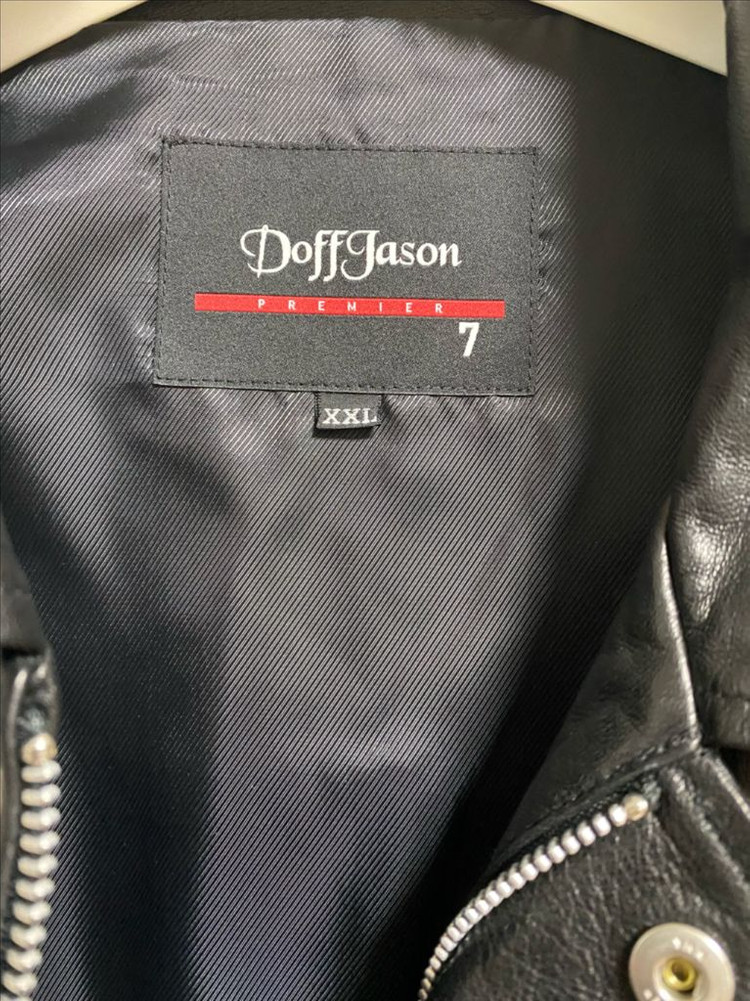 DoffJason
PREMIER
7
XXL